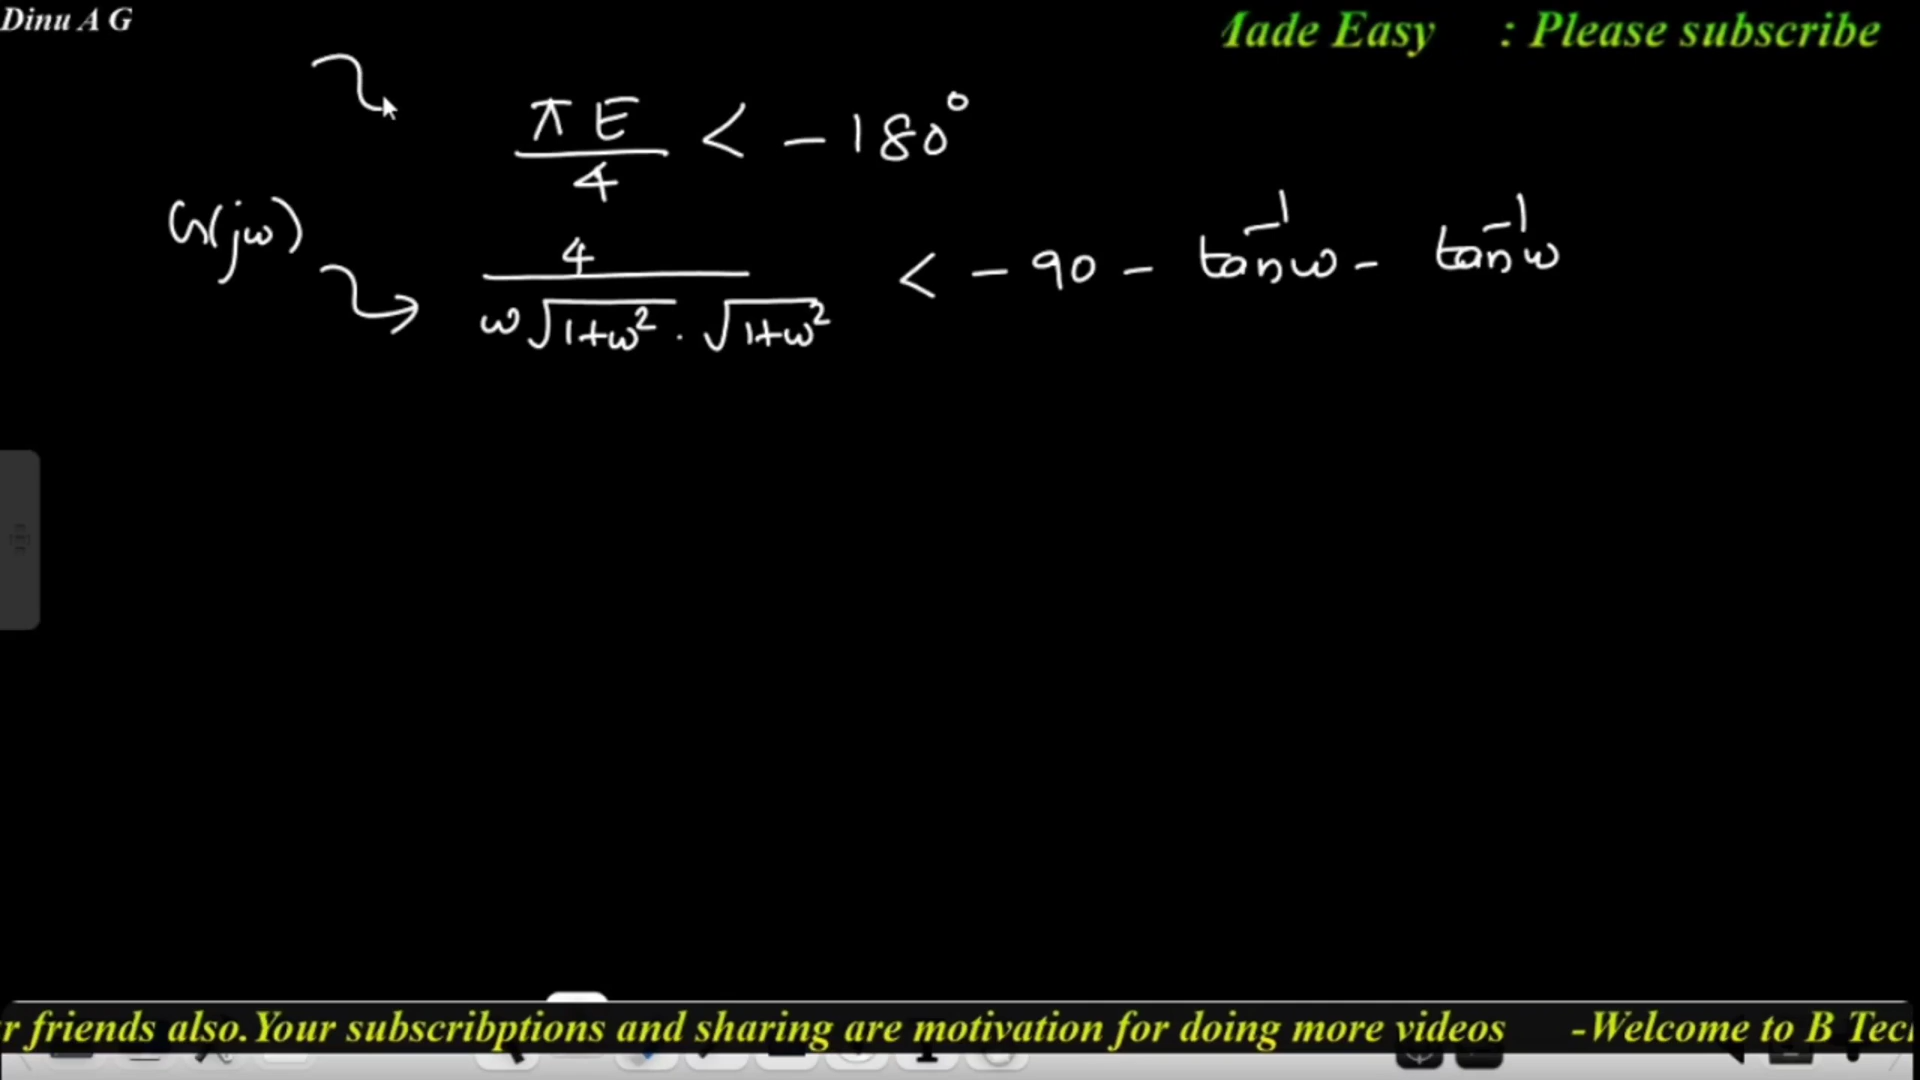 Dinu A G
Made Easy : Please subscribe
πE/4 < -180°
G(jω)
4/(ω√(1+ω²) . √(1+ω²)) < -90 - tan⁻¹ω - tan⁻¹ω
r friends also.Your subscribptions and sharing are motivation for doing more videos -Welcome to B Tech